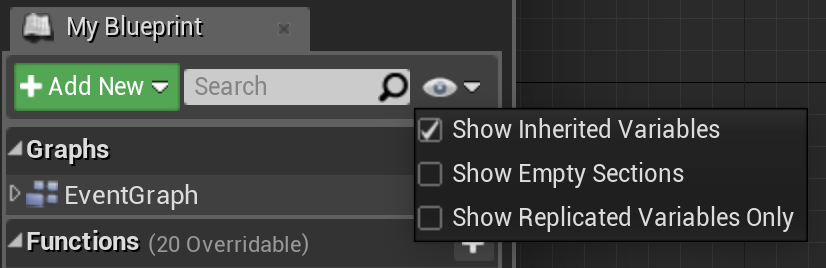 My Blueprint
Add New
Search
Show Inherited Variables
Graphs
Show Empty Sections
EventGraph
Show Replicated Variables Only
Functions (20 Overridable)